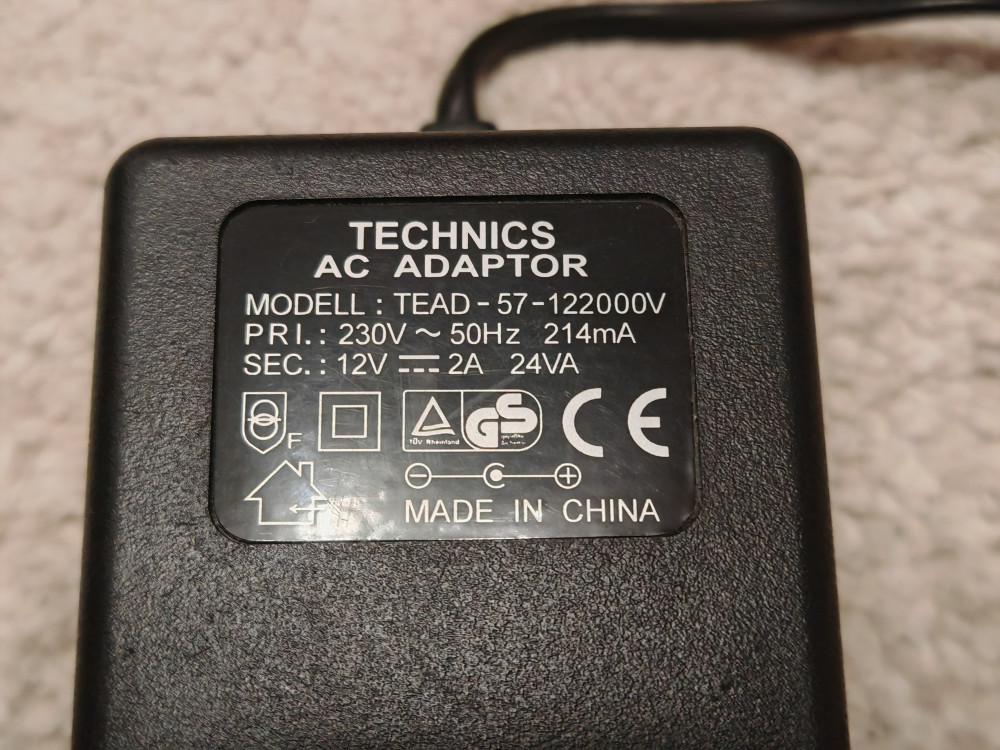 TECHNICS
AC ADAPTOR
MODELL : TEAD - 57-122000V
PRI. : 230V ~ 50Hz 214mA
SEC. : 12V ⎓ 2A 24VA
F
TÜV Rheinland
GS
CE
MADE IN CHINA